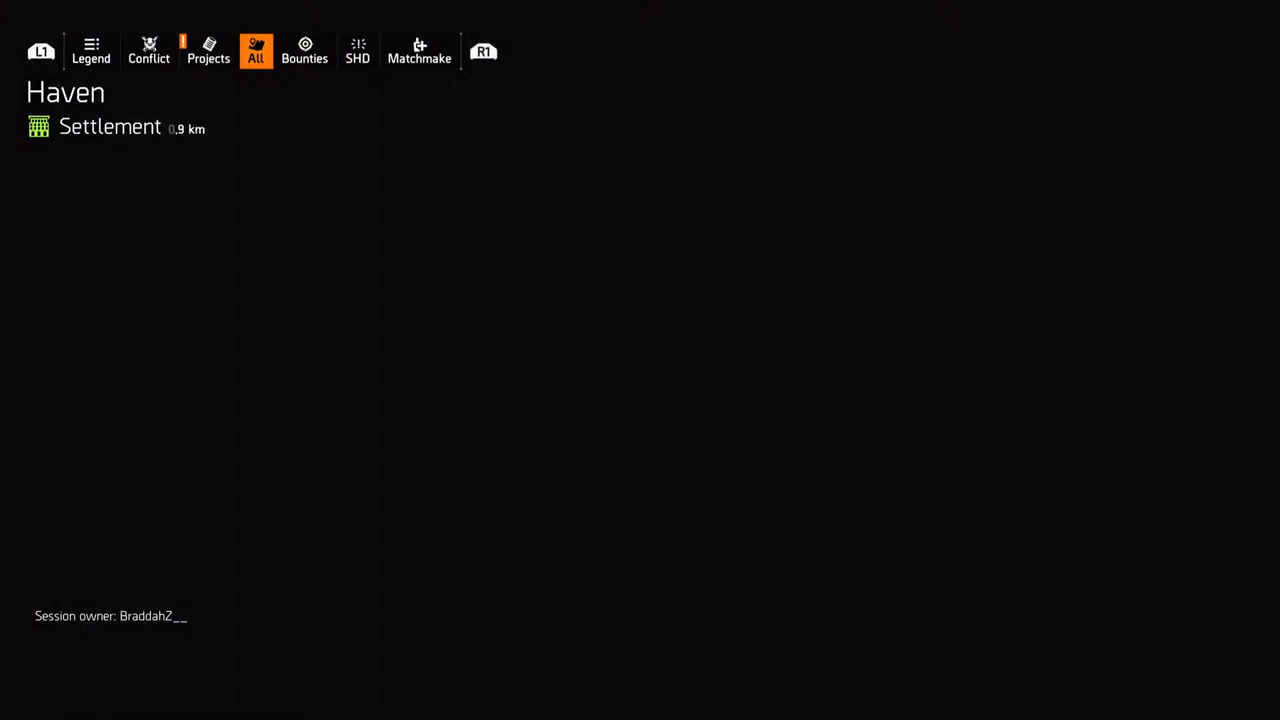 L1 Legend Conflict Projects All Bounties SHD Matchmake R1
Haven
Settlement 0.9 km
Session owner: BraddahZ__